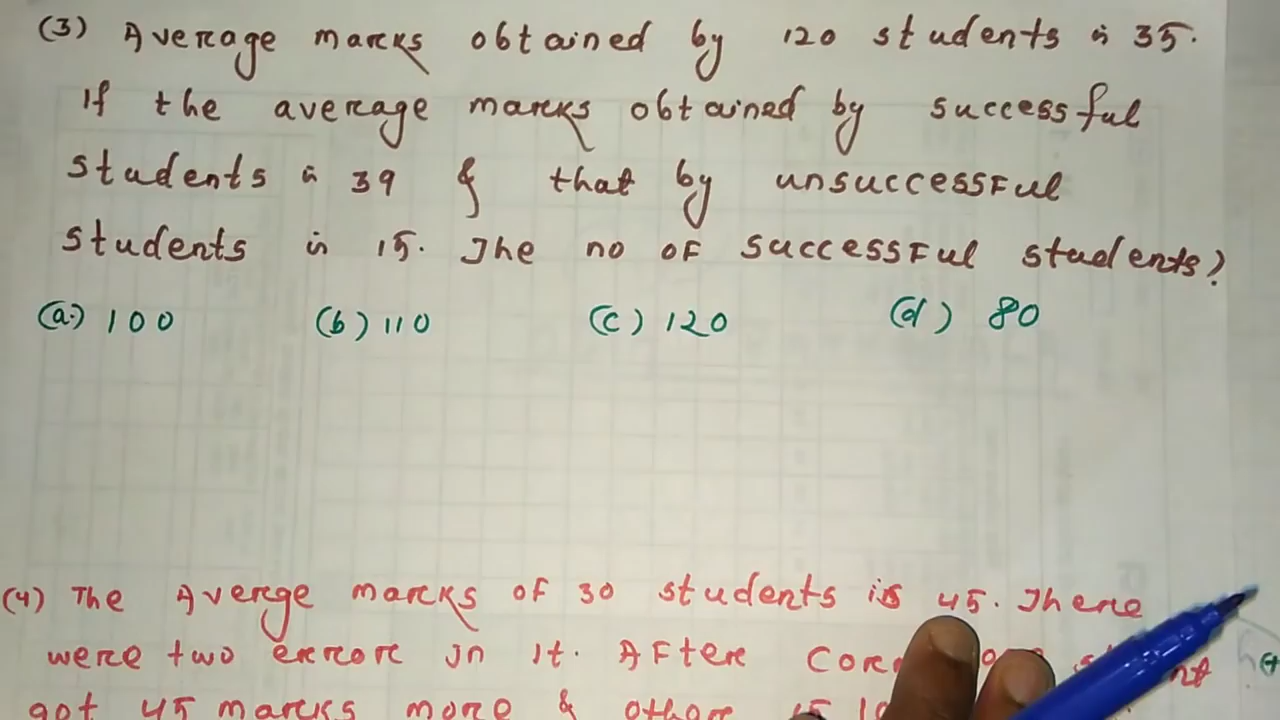 (3) Average marks obtained by 120 students is 35.
If the average marks obtained by successful
students is 39 & that by unsuccessful
students is 15. The no of successful students?
(a) 100 (b) 110 (c) 120 (d) 80
(4) The Averge marks of 30 students is 45. There
were two error in it. After
got 45 marks more & other 15